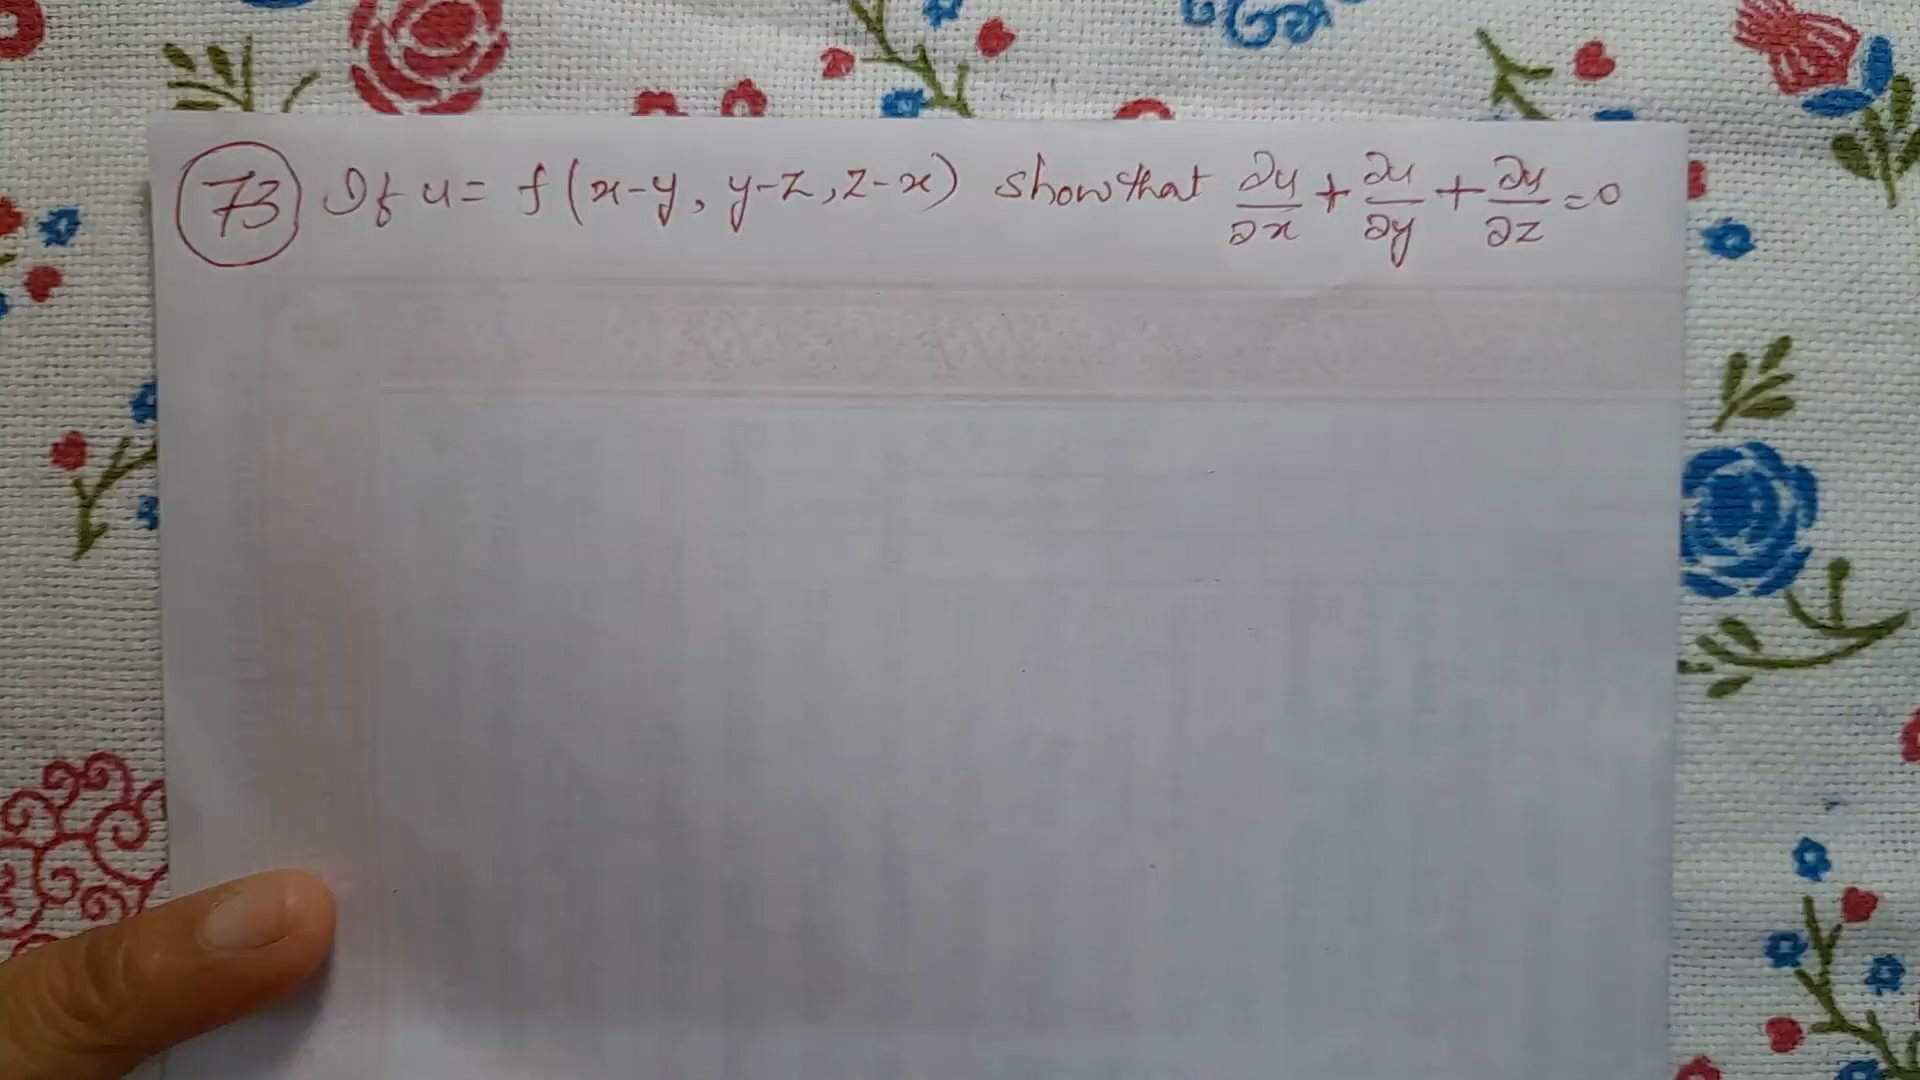 73 If u = f(x-y, y-z, z-x) show that ∂u/∂x + ∂u/∂y + ∂u/∂z = 0